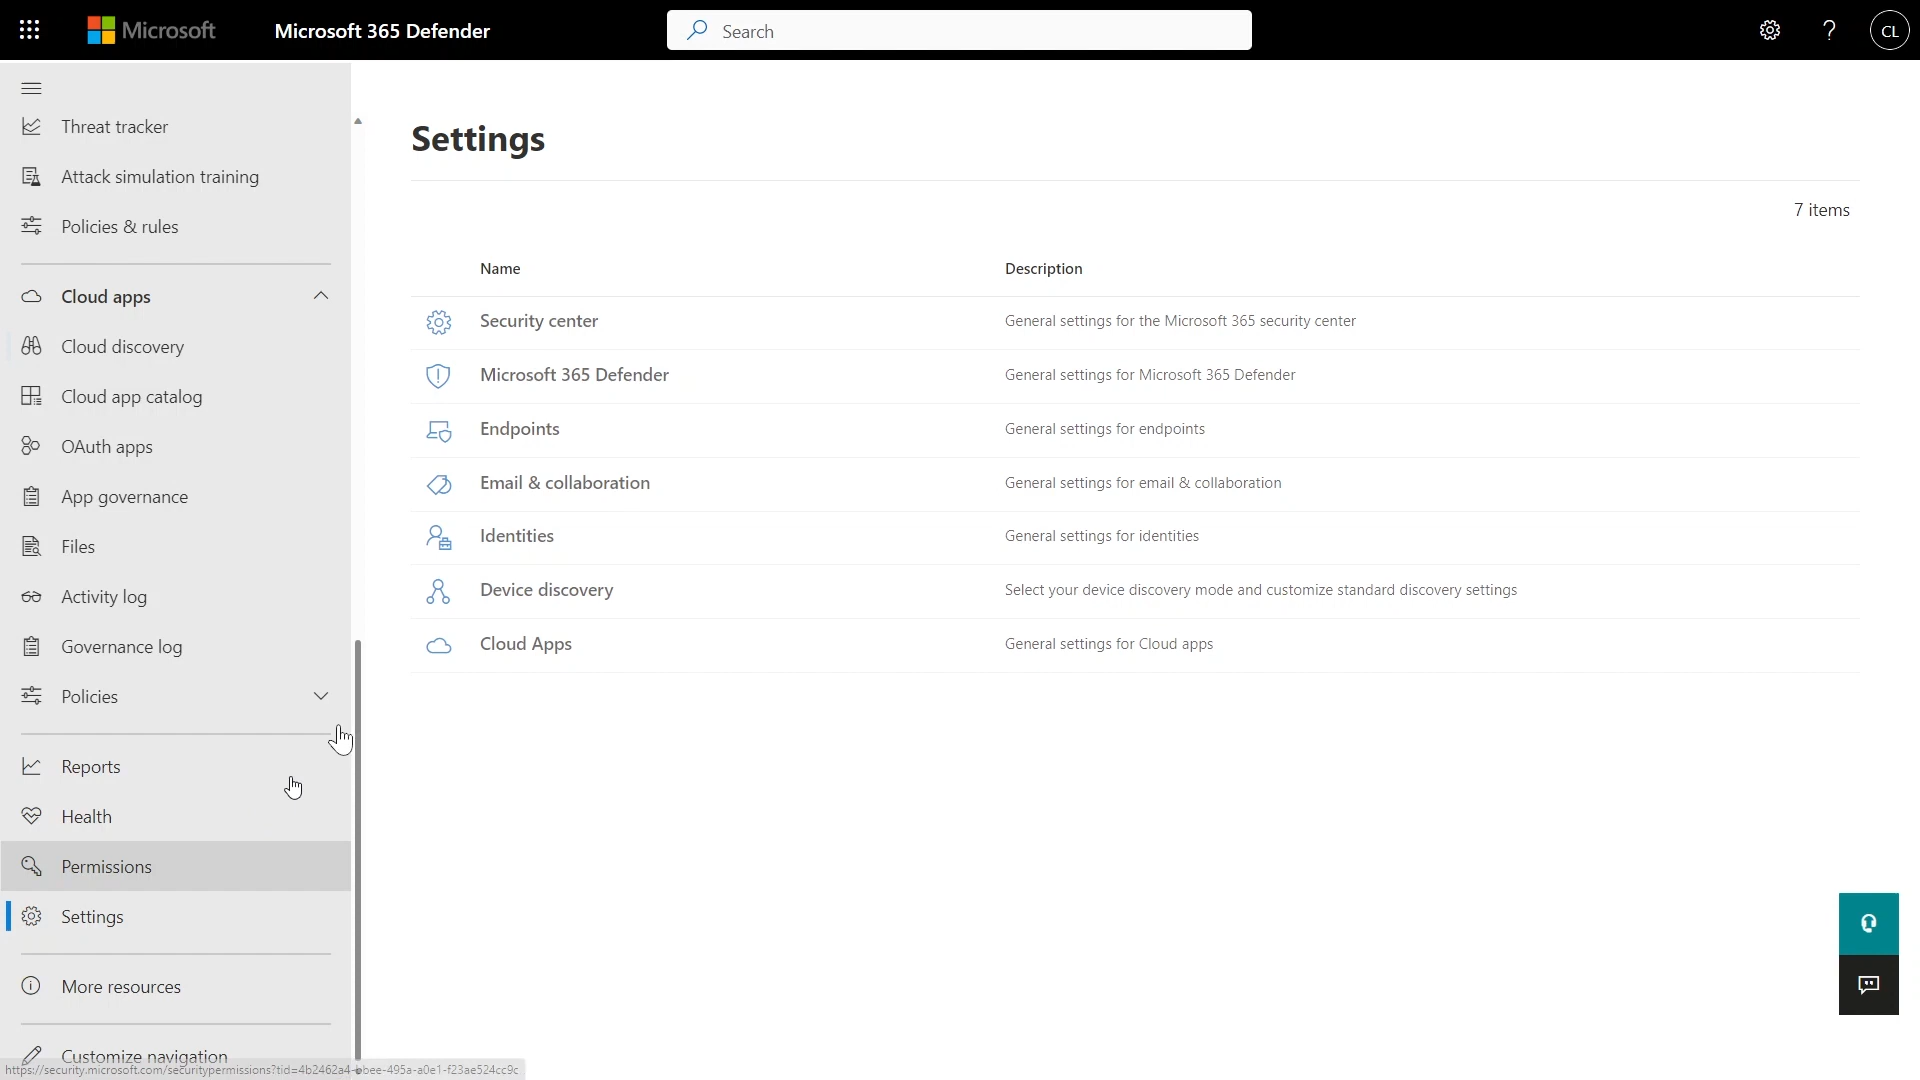 Microsoft
Microsoft 365 Defender
Search
?
CL
Threat tracker
Attack simulation training
Policies & rules
Cloud apps
Cloud discovery
Cloud app catalog
OAuth apps
App governance
Files
Activity log
Governance log
Policies
Reports
Health
Permissions
Settings
More resources
Customize navigation
Settings
7 items
Name Description
Security center General settings for the Microsoft 365 security center
Microsoft 365 Defender General settings for Microsoft 365 Defender
Endpoints General settings for endpoints
Email & collaboration General settings for email & collaboration
Identities General settings for identities
Device discovery Select your device discovery mode and customize standard discovery settings
Cloud Apps General settings for Cloud apps